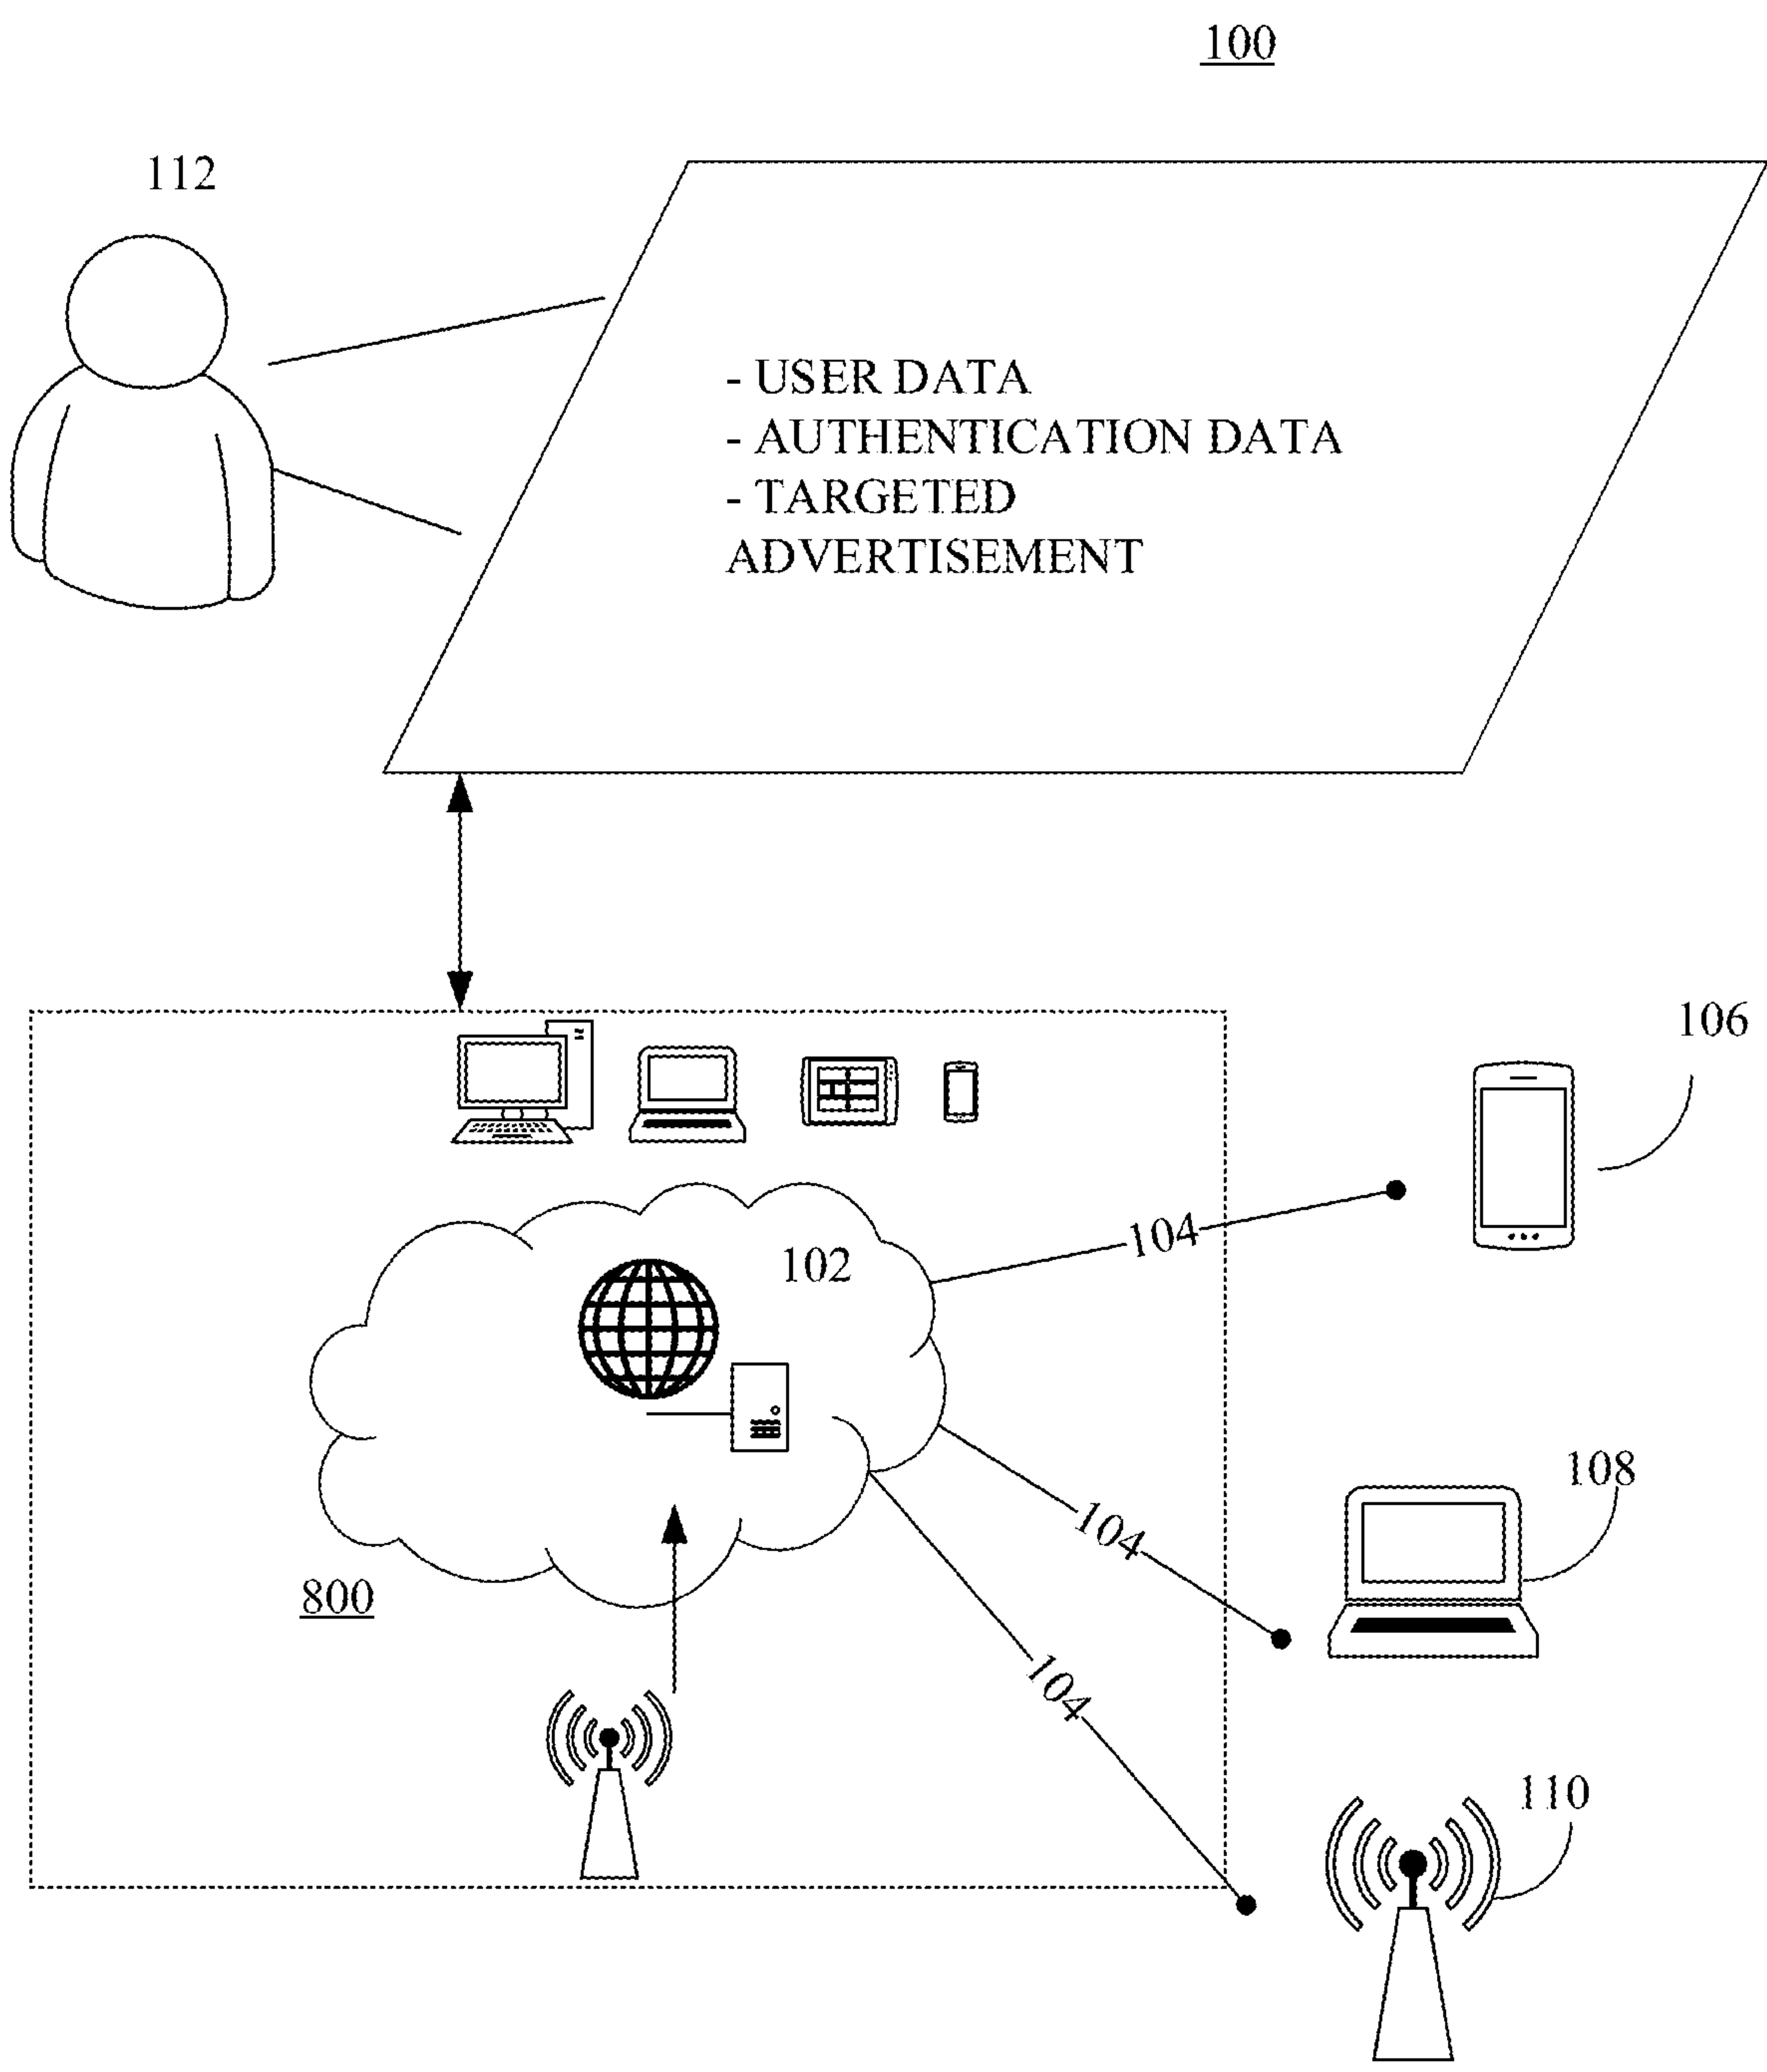 100
112
- USER DATA
- AUTHENTICATION DATA
- TARGETED
ADVERTISEMENT
106
104
102
108
104
800
104
110